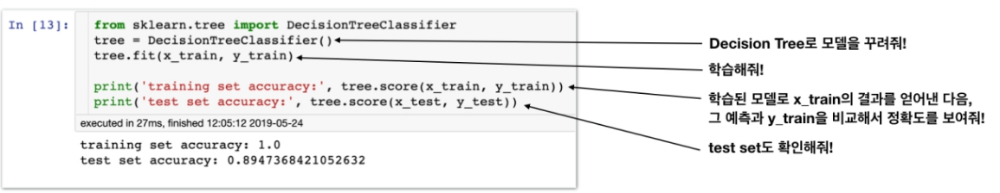 In [13]:
from sklearn.tree import DecisionTreeClassifier
tree = DecisionTreeClassifier()
tree.fit(x_train, y_train)
print('training set accuracy:', tree.score(x_train, y_train))
print('test set accuracy:', tree.score(x_test, y_test))
executed in 27ms, finished 12:05:12 2019-05-24
training set accuracy: 1.0
test set accuracy: 0.8947368421052632
Decision Tree로 모델을 꾸려줘!
학습해줘!
학습된 모델로 x_train의 결과를 얻어낸 다음,
그 예측과 y_train을 비교해서 정확도를 보여줘!
test set도 확인해줘!